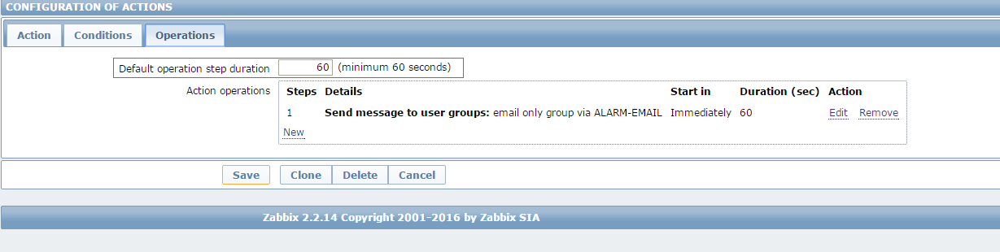 CONFIGURATION OF ACTIONS
Action Conditions Operations
Default operation step duration 60 (minimum 60 seconds)
Action operations Steps Details Start in Duration (sec) Action
1 Send message to user groups: email only group via ALARM-EMAIL Immediately 60 Edit Remove
New
Save Clone Delete Cancel
Zabbix 2.2.14 Copyright 2001-2016 by Zabbix SIA